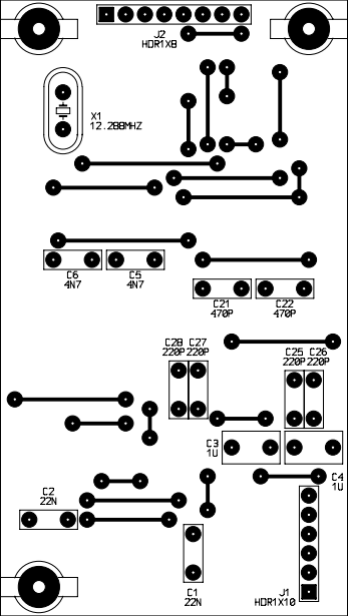 J2
HDR1X8
X1
12.288MHZ
C6
4N7
C5
4N7
C21
470P
C22
470P
C28
220P
C27
220P
C25
220P
C26
220P
C3
1U
C4
1U
C2
22N
C1
22N
J1
HDR1X10